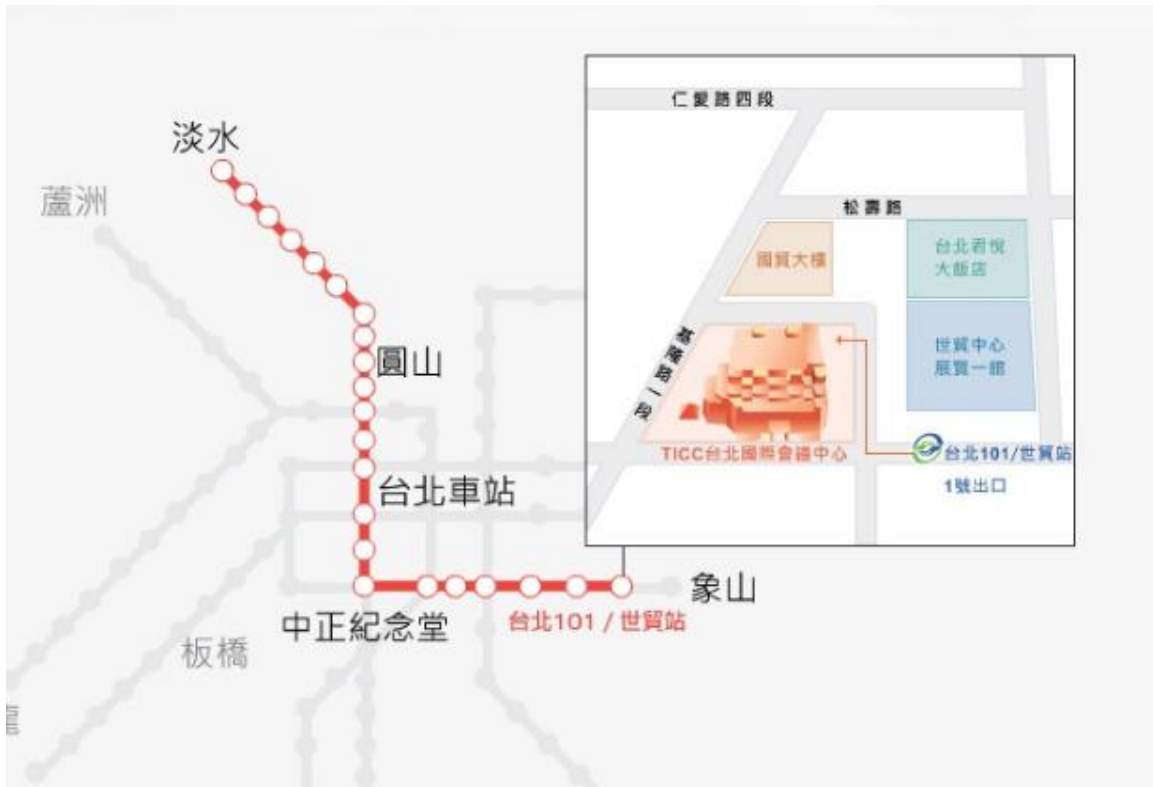 淡水
蘆洲
圓山
台北車站
中正紀念堂
台北101 / 世貿站
象山
板橋
仁愛路四段
松壽路
國貿大樓
台北君悅
大飯店
基隆路一段
世貿中心
展覽一館
TICC台北國際會議中心
台北101/世貿站
1號出口